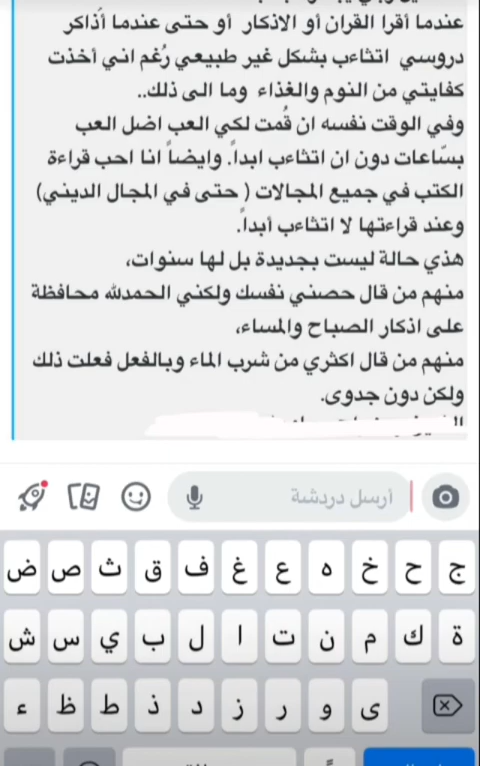 عندما أقرا القران أو الاذكار أو حتى عندما أذاكر
دروسي اتثاءب بشكل غير طبيعي رُغم اني أخذت
كفايتي من النوم والغذاء وما الى ذلك..
وفي الوقت نفسه ان قُمت لكي العب اضل العب
بسّاعات دون ان اتثاءب ابداً. وايضاً انا احب قراءة
الكتب في جميع المجالات ( حتى في المجال الديني)
وعند قراءتها لا اتثاءب أبداً.
هذي حالة ليست بجديدة بل لها سنوات،
منهم من قال حصني نفسك ولكني الحمدلله محافظة
على اذكار الصباح والمساء،
منهم من قال اكثري من شرب الماء وبالفعل فعلت ذلك
ولكن دون جدوى.
أرسل دردشة
ض ص ث ق ف غ ع ه خ ح ج
ش س ي ب ل ا ت ن م ك ة
ء ظ ط ذ د ز ر و ى